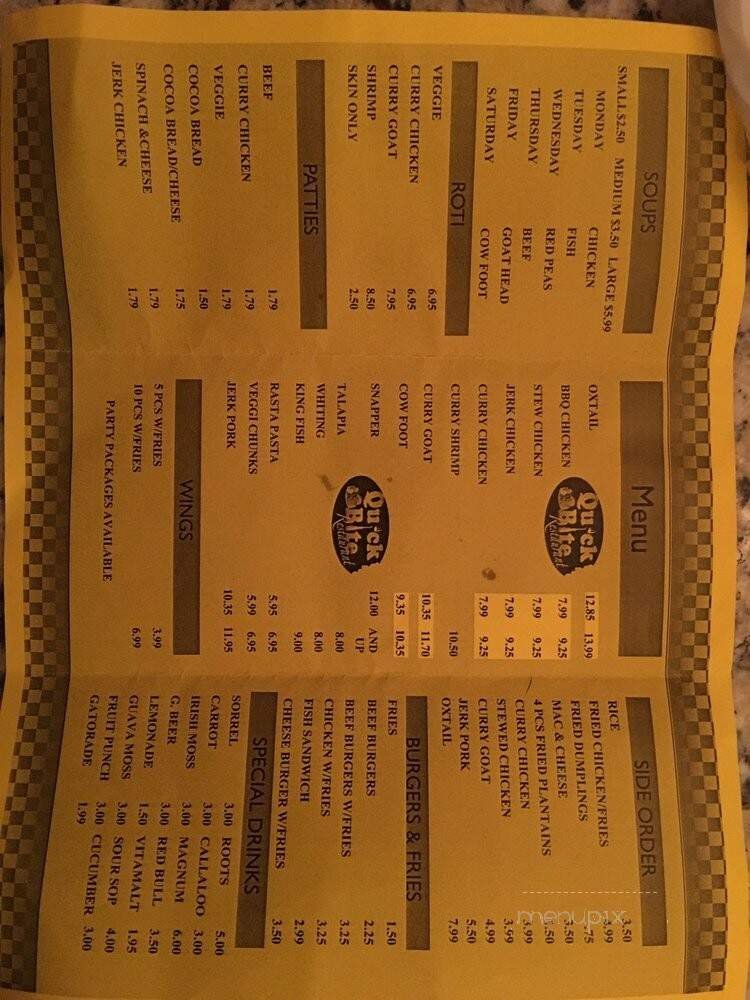 SOUPS
SMALL $2.50 MEDIUM $3.50 LARGE $5.99
MONDAY CHICKEN
TUESDAY FISH
WEDNESDAY RED PEAS
THURSDAY BEEF
FRIDAY GOAT HEAD
SATURDAY COW FOOT
ROTI
VEGGIE 6.95
CURRY CHICKEN 6.95
CURRY GOAT 7.95
SHRIMP 8.50
SKIN ONLY 2.50
PATTIES
BEEF 1.79
CURRY CHICKEN 1.79
VEGGIE 1.79
COCOA BREAD 1.50
COCOA BREAD/CHEESE 1.75
SPINACH &CHEESE 1.79
JERK CHICKEN 1.79
Menu
OXTAIL 12.85 13.99
BBQ CHICKEN 7.99 9.25
STEW CHICKEN 7.99 9.25
JERK CHICKEN 7.99 9.25
CURRY CHICKEN 7.99 9.25
Quick
Bite
Restaurant
CURRY SHRIMP 10.50
CURRY GOAT 10.35 11.70
COW FOOT 9.35 10.35
SNAPPER 12.00 AND
UP
TALAPIA 8.00
WHITING 8.00
KING FISH 9.00
Quick
Bite
Restaurant
RASTA PASTA 5.95 6.95
VEGGI CHUNKS 5.99 6.95
JERK PORK 10.35 11.95
WINGS
5 PCS W/FRIES 3.99
10 PCS W/FRIES 6.99
PARTY PACKAGES AVAILABLE
SIDE ORDER
RICE 3.50
FRIED CHICKEN/FRIES
FRIED DUMPLINGS
MAC & CHEESE
4 PCS FRIED PLANTAINS
CURRY CHICKEN
STEWED CHICKEN 3.99
CURRY GOAT 4.99
JERK PORK 5.50
OXTAIL 7.99
BURGERS & FRIES
FRIES 1.50
BEEF BURGERS 2.25
BEEF BURGERS W/FRIES 3.25
CHICKEN W/FRIES 3.25
FISH SANDWICH 2.99
CHEESE BURGER W/FRIES 3.50
SPECIAL DRINKS
SORREL 3.00 ROOTS 5.00
CARROT 3.00 CALLALOO 3.00
IRISH MOSS 3.00 MAGNUM 6.00
G. BEER 3.00 RED BULL 3.50
LEMONADE 1.50 VITAMALT 1.95
GUAVA MOSS 3.00 SOUR SOP 4.00
FRUIT PUNCH 3.00 CUCUMBER 3.00
GATORADE 1.99
menupix